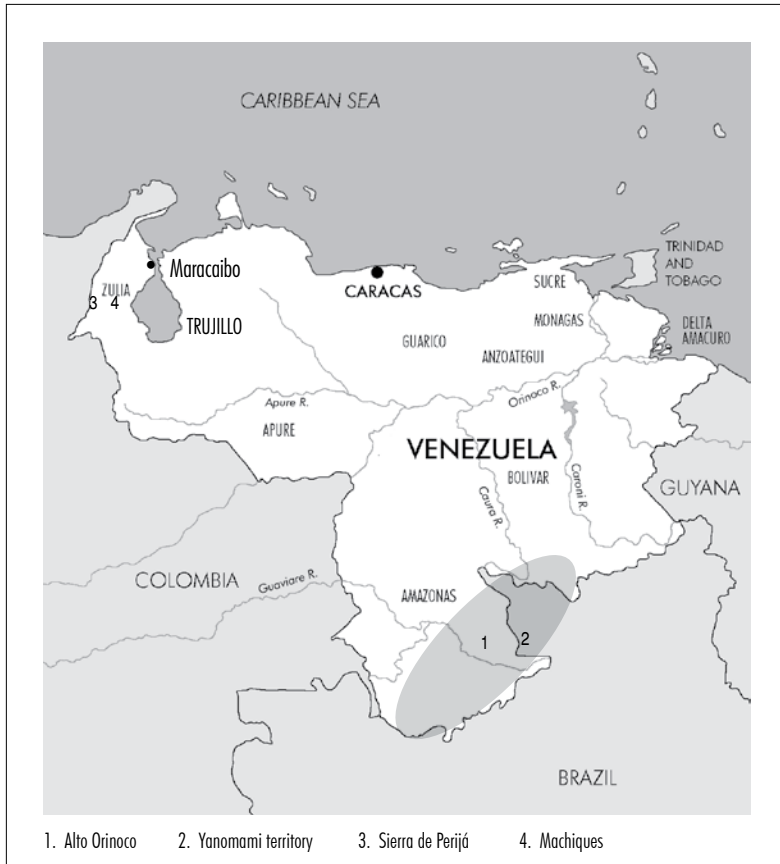 CARIBBEAN SEA
TRINIDAD
AND
TOBAGO
Maracaibo
CARACAS
SUCRE
ZULIA
3 4
TRUJILLO
MONAGAS
DELTA
AMACURO
GUARICO
ANZOATEGUI
Orinoco R.
Apure R.
APURE
VENEZUELA
BOLIVAR
Caroni R.
Caura R.
GUYANA
COLOMBIA
Guaviare R.
AMAZONAS
1
2
BRAZIL
1. Alto Orinoco 2. Yanomami territory 3. Sierra de Perijá 4. Machiques